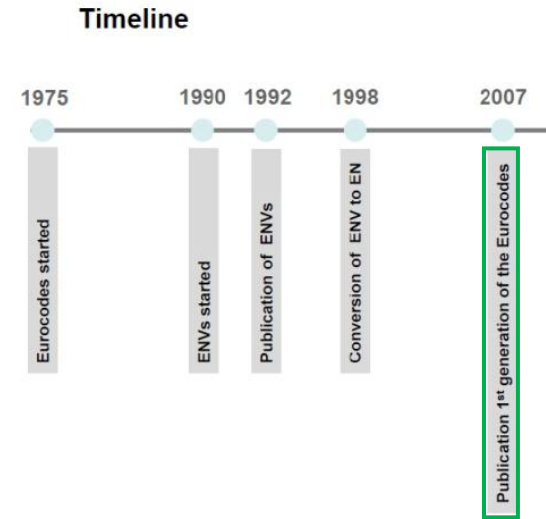 Timeline
1975 1990 1992 1998 2007
Eurocodes started
ENVs started
Publication of ENVs
Conversion of ENV to EN
Publication 1st generation of the Eurocodes